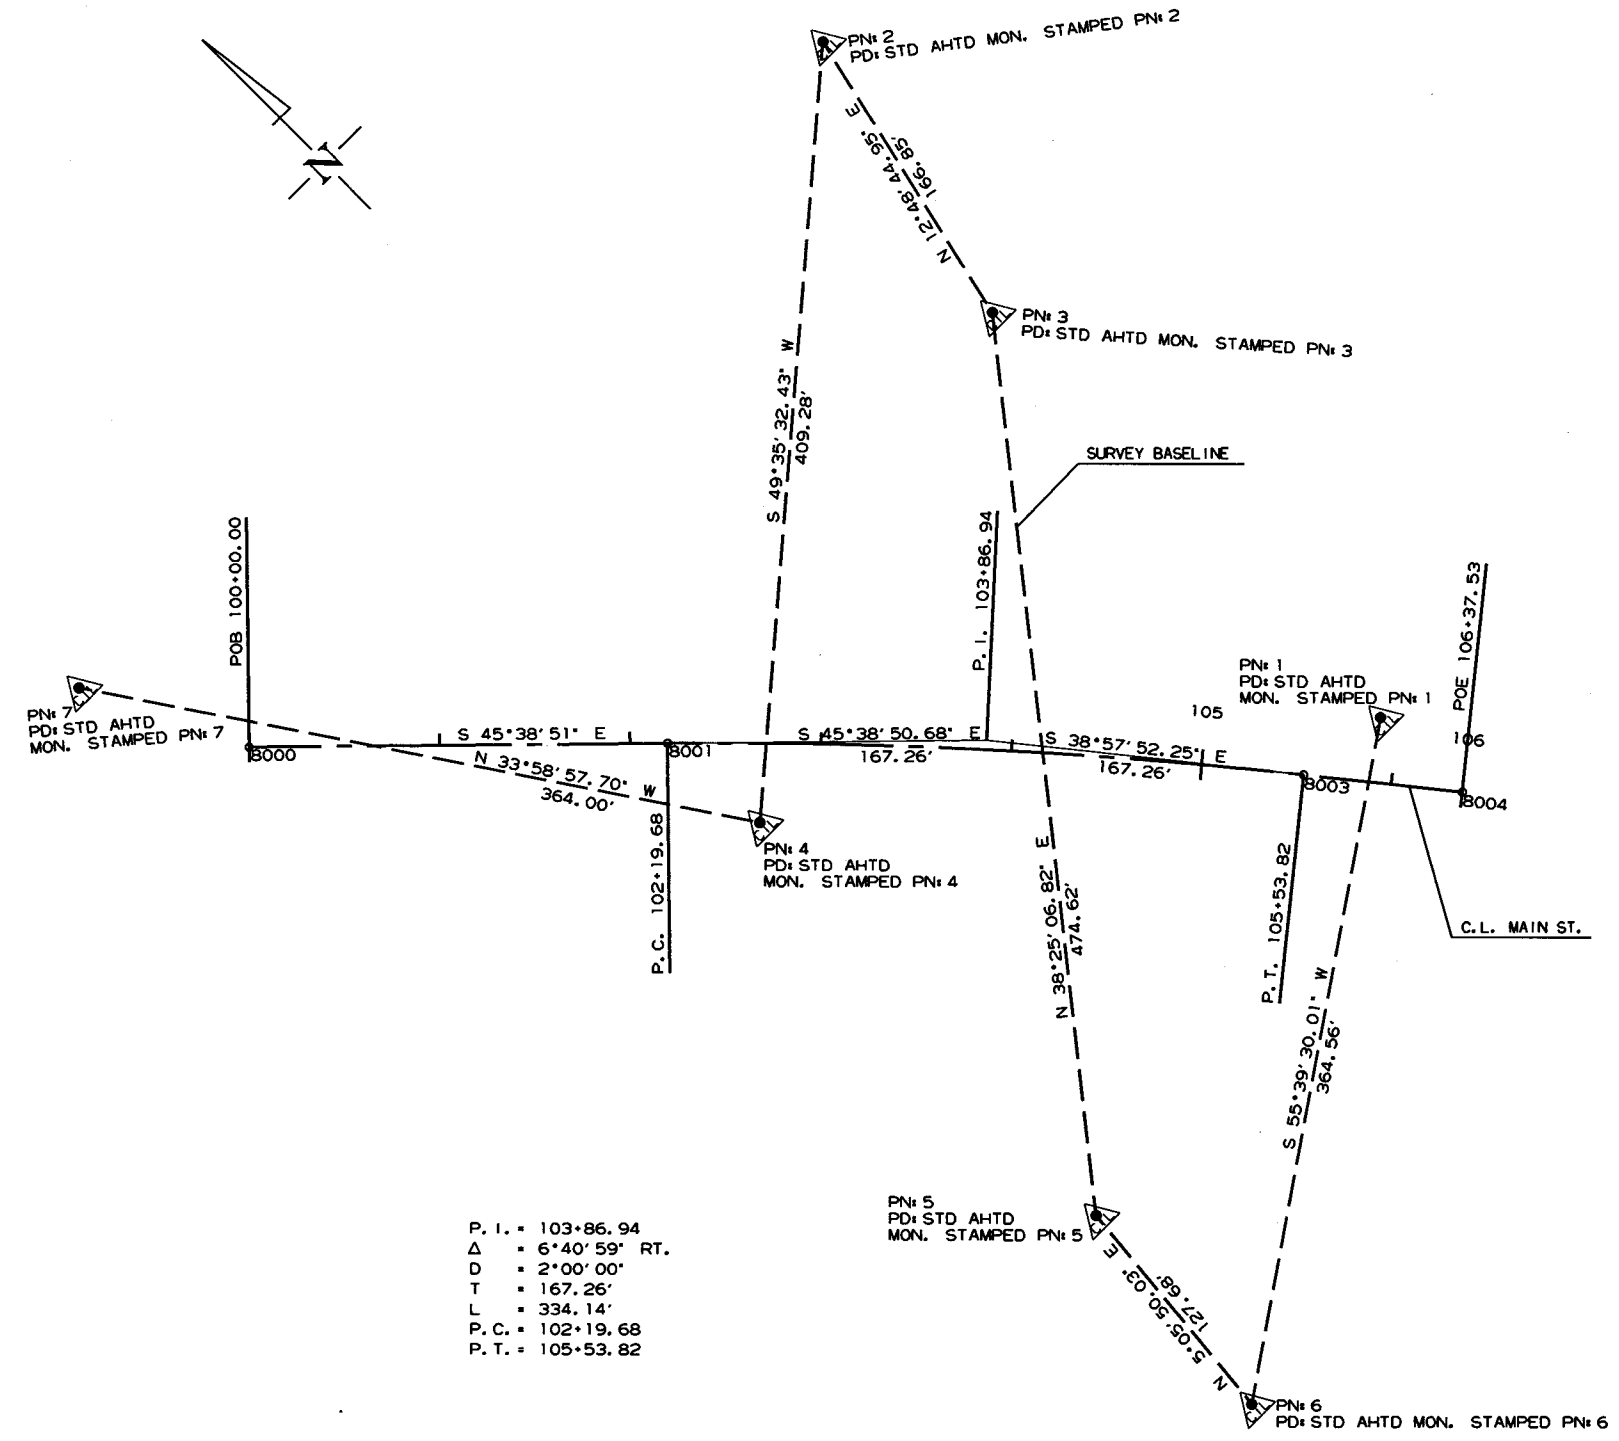 PN: 2
PD: STD AHTD MON. STAMPED PN: 2
N 12°48'44.95" E
166.85'
N
PN: 3
PD: STD AHTD MON. STAMPED PN: 3
S 49°35'32.43" W
409.28'
SURVEY BASELINE
POB 100+00.00
P.I. 103+86.94
POE 106+37.53
PN: 1
PD: STD AHTD
MON. STAMPED PN: 1
PN: 7
PD: STD AHTD
MON. STAMPED PN: 7
105
106
8000
S 45°38'51" E
8001
S 45°38'50.68" E
167.26'
S 38°57'52.25" E
167.26'
8003
8004
N 33°58'57.70" W
364.00'
PN: 4
PD: STD AHTD
MON. STAMPED PN: 4
P.C. 102+19.68
N 38°25'06.82" E
474.62'
P.T. 105+53.82
C.L. MAIN ST.
S 55°39'30.01" W
364.56'
PN: 5
PD: STD AHTD
MON. STAMPED PN: 5
N 5°05'50.03" E
127.68'
PN: 6
PD: STD AHTD MON. STAMPED PN: 6
P.I. = 103+86.94
Δ = 6°40'59" RT.
D = 2°00'00"
T = 167.26'
L = 334.14'
P.C. = 102+19.68
P.T. = 105+53.82